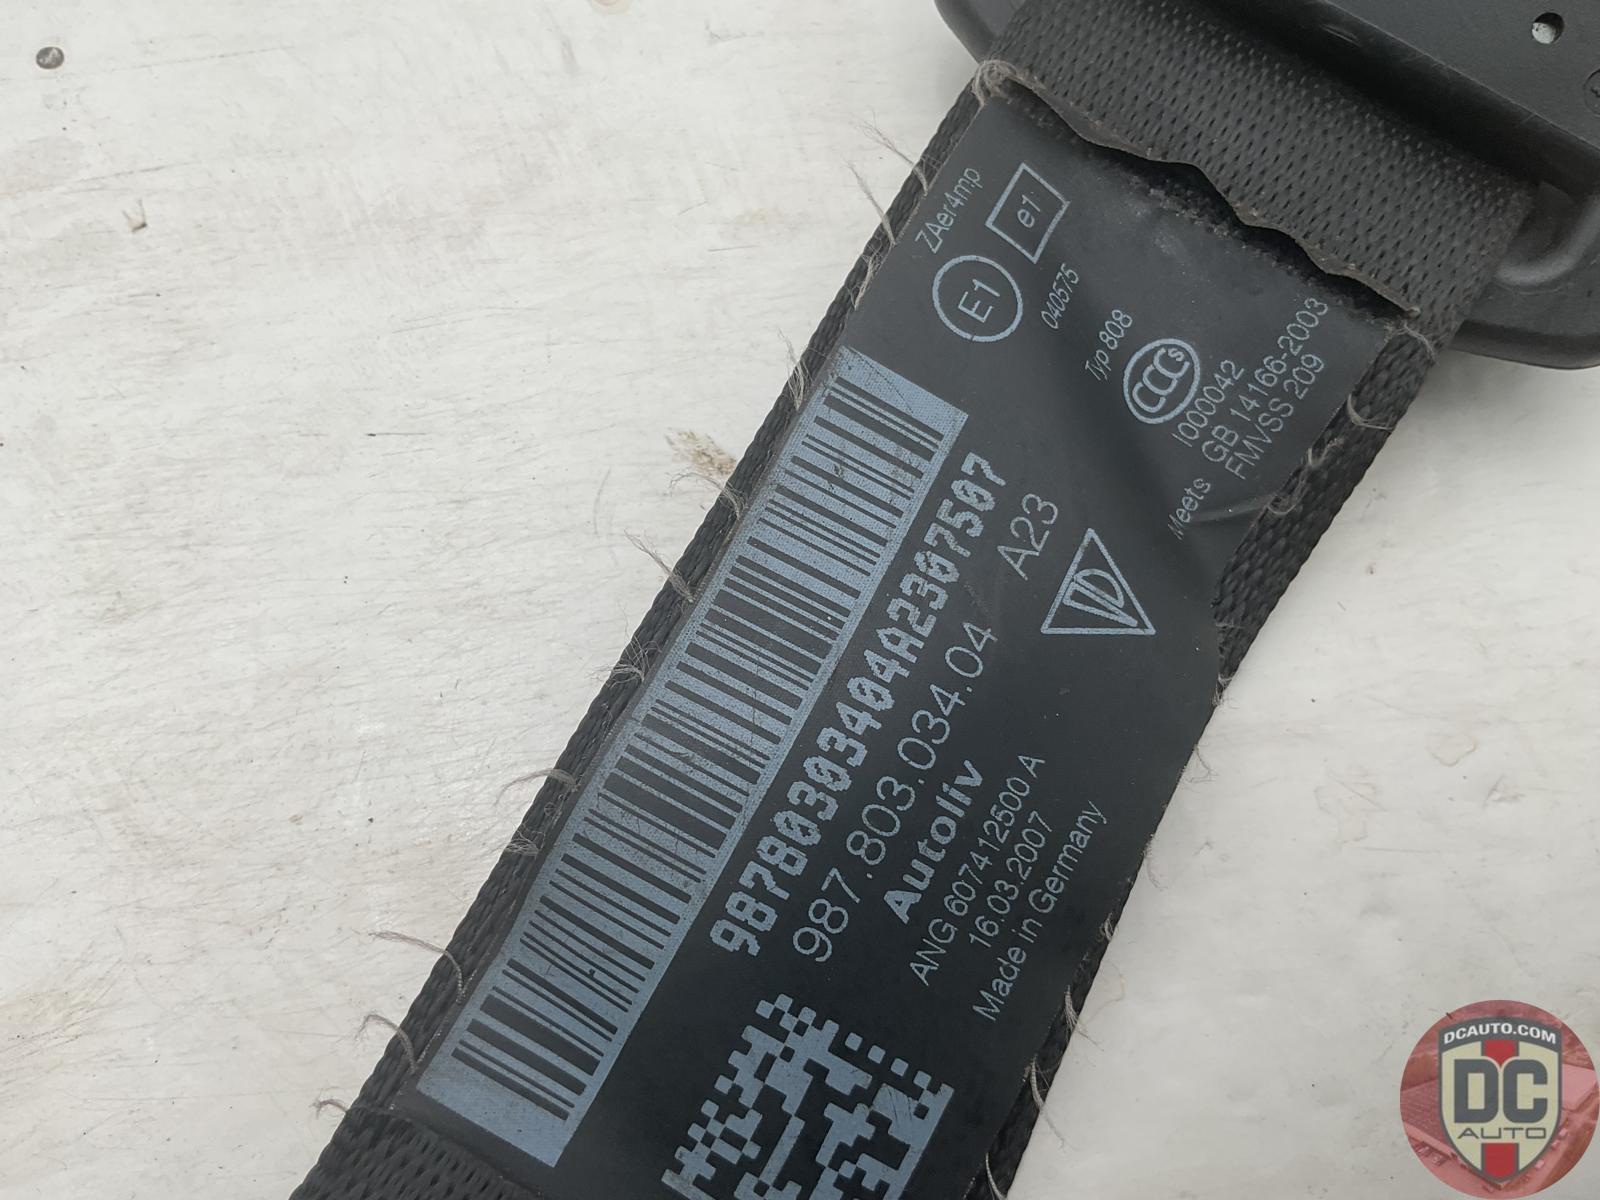 ZAer4mp
E1
e1
040575
Typ 808
CCC S
I000042
Meets GB 14166-2003
FMVSS 209
98780303404A2307507
987.803.034.04 A23
Autoliv
ANG 607412500 A
16.03.2007
Made in Germany
DCAUTO.COM
DC
AUTO